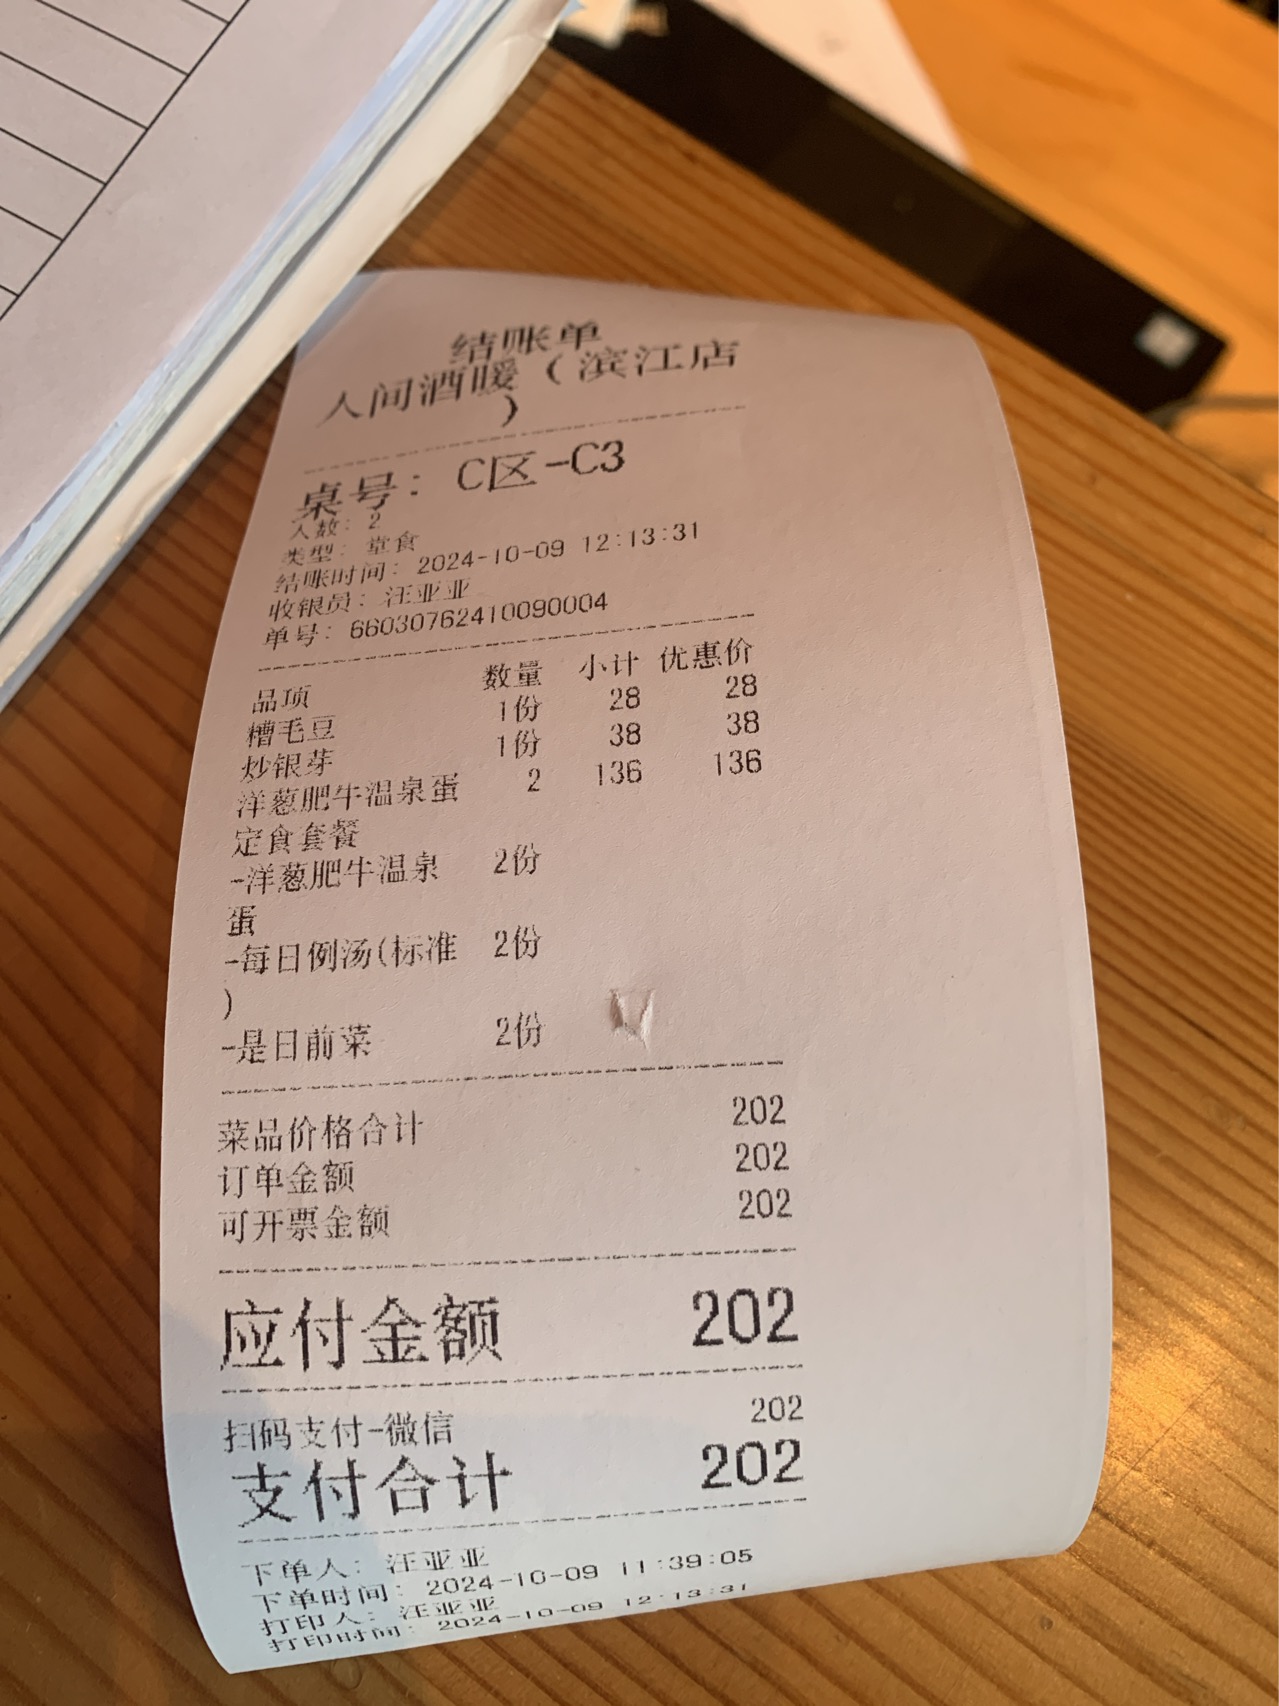 结账单
人间酒暖（滨江店
）
桌号：C区-C3
人数：2
类型：堂食
结账时间：2024-10-09 12:13:31
收银员：汪亚亚
单号：66030762410090004
品项 数量 小计 优惠价
糟毛豆 1份 28 28
炒银芽 1份 38 38
洋葱肥牛温泉蛋 2 136 136
定食套餐
-洋葱肥牛温泉 2份
蛋
-每日例汤(标准 2份
)
-是日前菜 2份
菜品价格合计 202
订单金额 202
可开票金额 202
应付金额 202
扫码支付-微信 202
支付合计 202
下单人：汪亚亚
下单时间：2024-10-09 11:39:05
打印人：汪亚亚
打印时间：2024-10-09 12:13:31